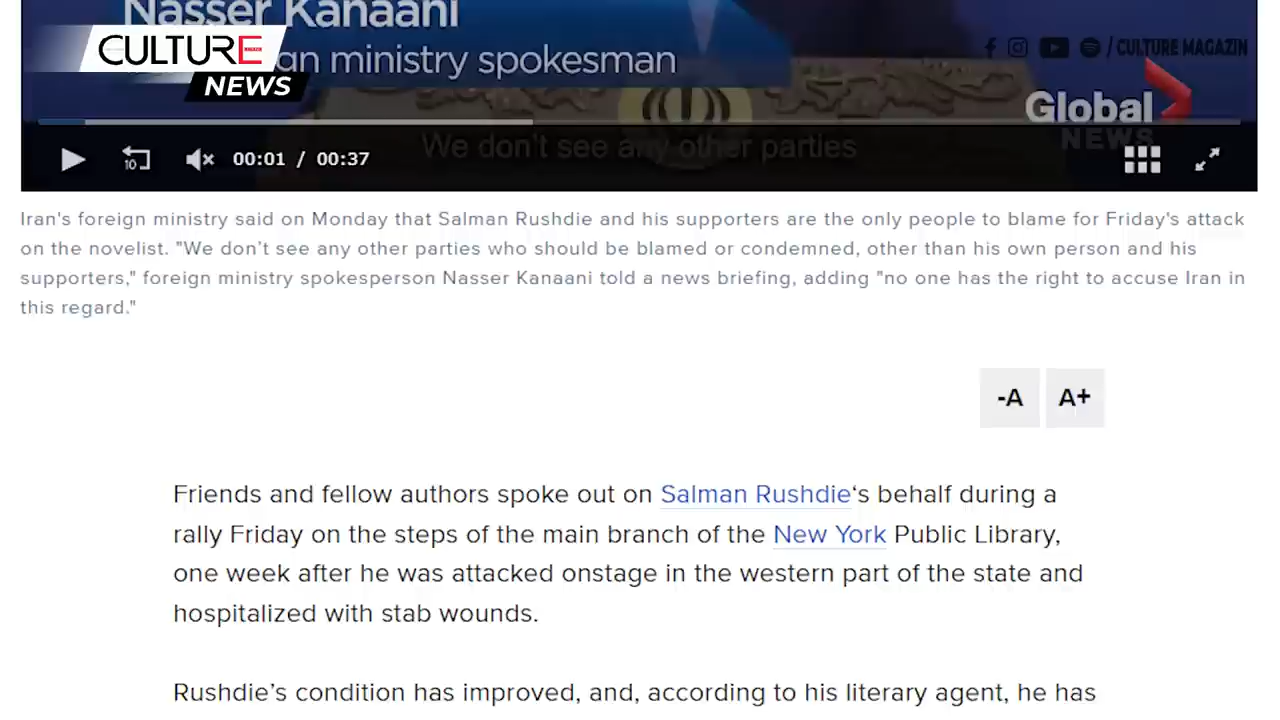 Nasser Kanaani
CULTURE
NEWS
gn ministry spokesman
/ CULTURE MAGAZIN
Global
NEWS
We don't see any other parties
10
00:01 / 00:37
Iran's foreign ministry said on Monday that Salman Rushdie and his supporters are the only people to blame for Friday's attack
on the novelist. "We don’t see any other parties who should be blamed or condemned, other than his own person and his
supporters," foreign ministry spokesperson Nasser Kanaani told a news briefing, adding "no one has the right to accuse Iran in
this regard."
-A A+
Friends and fellow authors spoke out on Salman Rushdie‘s behalf during a
rally Friday on the steps of the main branch of the New York Public Library,
one week after he was attacked onstage in the western part of the state and
hospitalized with stab wounds.
Rushdie’s condition has improved, and, according to his literary agent, he has